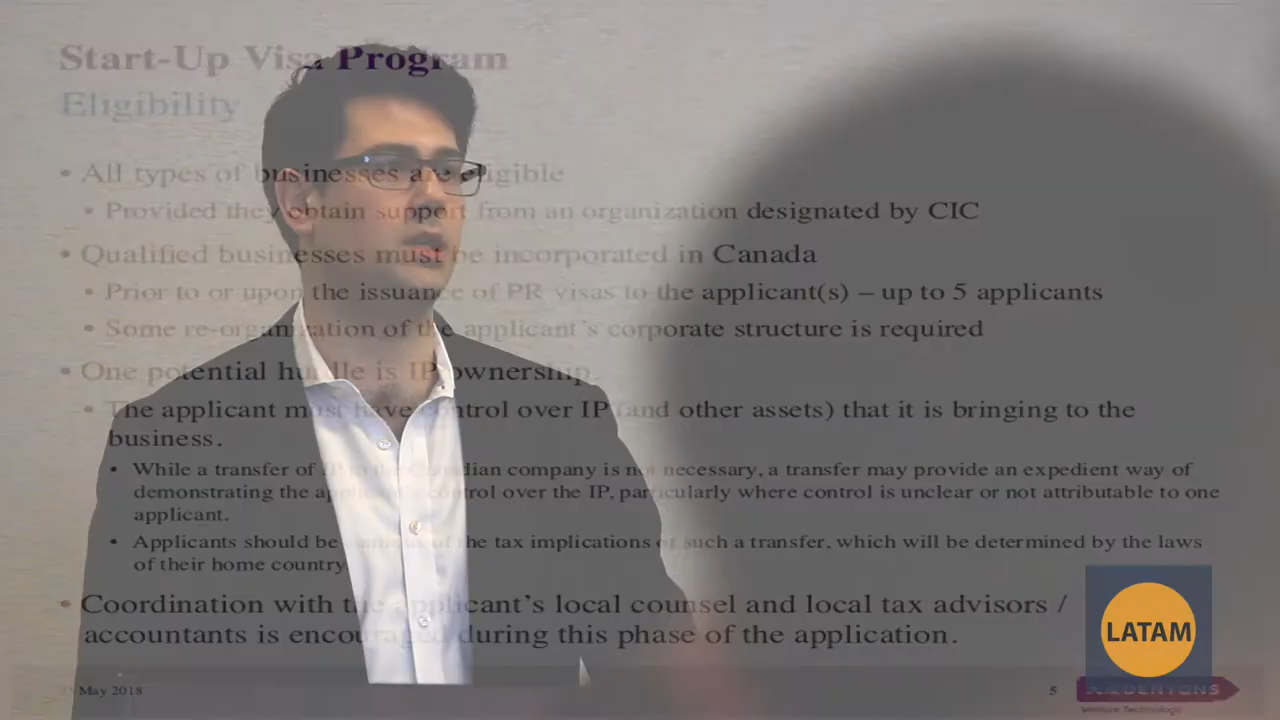 Start-Up Visa Program
Eligibility
• All types of businesses are eligible
• Provided they obtain support from an organization designated by CIC
• Qualified businesses must be incorporated in Canada
• Prior to or upon the issuance of PR visas to the applicant(s) – up to 5 applicants
• Some re-organization of the applicant's corporate structure is required
• One potential hurdle is IP ownership.
• The applicant must have control over IP (and other assets) that it is bringing to the
business.
• While a transfer of IP to the Canadian company is not necessary, a transfer may provide an expedient way of
demonstrating the applicant's control over the IP, particularly where control is unclear or not attributable to one
applicant.
• Applicants should be of the tax implications of such a transfer, which will be determined by the laws
of their home country.
• Coordination with the applicant's local counsel and local tax advisors /
accountants is encouraged during this phase of the application.
LATAM
May 2018
5
DENTONS
Venture Technology